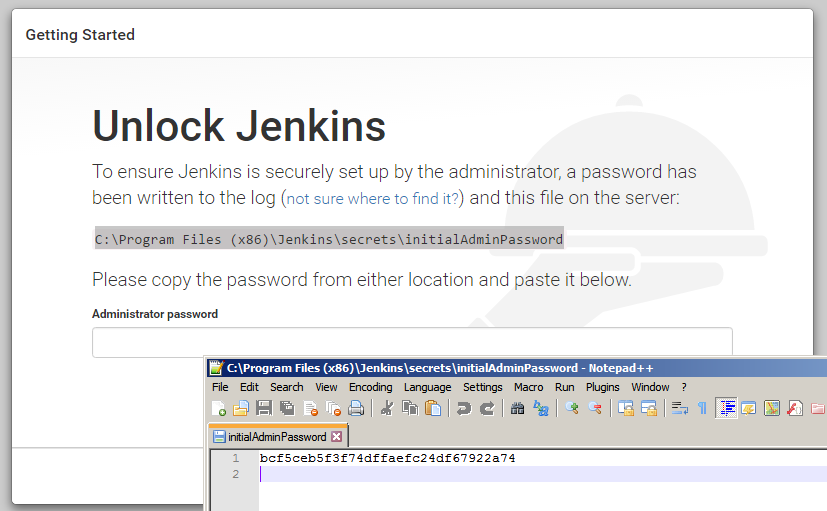 Getting Started
Unlock Jenkins
To ensure Jenkins is securely set up by the administrator, a password has
been written to the log (not sure where to find it?) and this file on the server:
C:\Program Files (x86)\Jenkins\secrets\initialAdminPassword
Please copy the password from either location and paste it below.
Administrator password
C:\Program Files (x86)\Jenkins\secrets\initialAdminPassword - Notepad++
File Edit Search View Encoding Language Settings Macro Run Plugins Window ?
initialAdminPassword
1 bcf5ceb5f3f74dffaefc24df67922a74
2